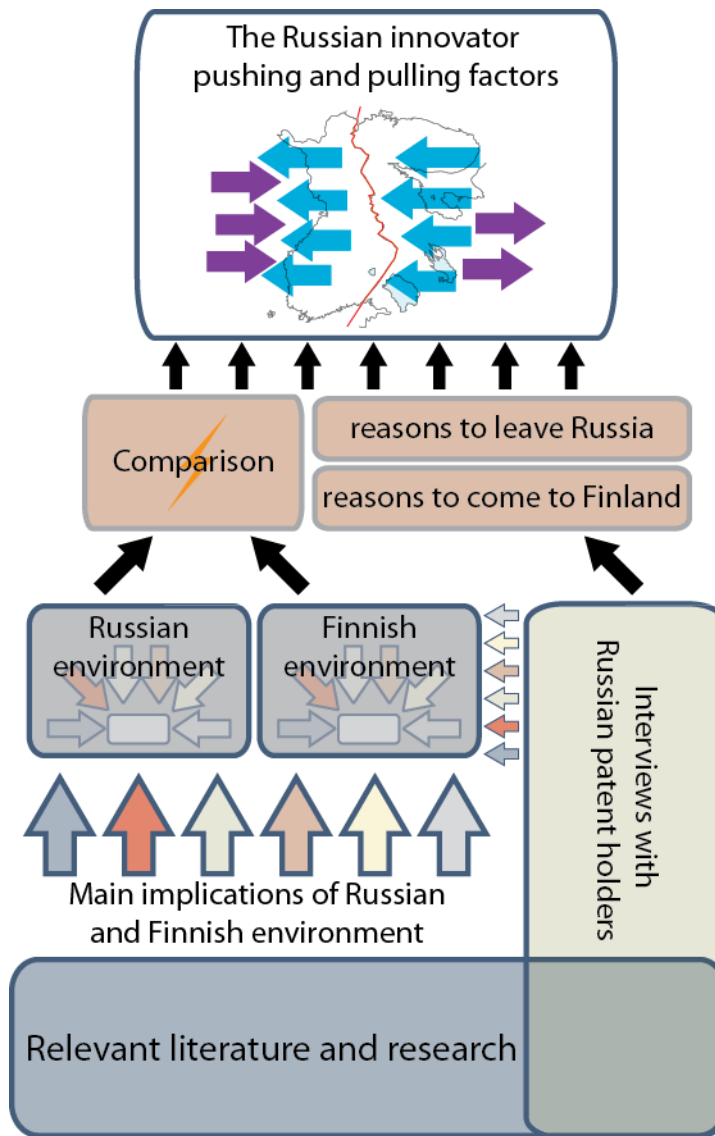 The Russian innovator
pushing and pulling factors
Comparison
reasons to leave Russia
reasons to come to Finland
Russian
environment
Finnish
environment
Interviews with
Russian patent holders
Main implications of Russian
and Finnish environment
Relevant literature and research